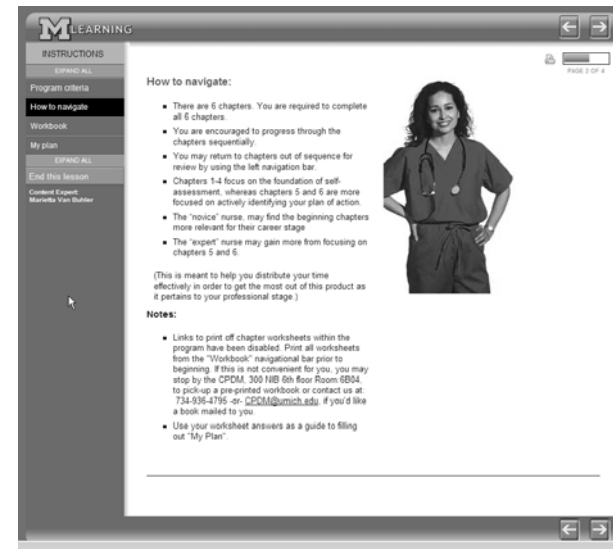 MLEARNING
INSTRUCTIONS
EXPAND ALL
Program criteria
How to navigate
Workbook
My plan
EXPAND ALL
End this lesson
Content Expert:
Marietta Van Buhler
PAGE 2 OF 4
How to navigate:
There are 6 chapters. You are required to complete
all 6 chapters.
You are encouraged to progress through the
chapters sequentially.
You may return to chapters out of sequence for
review by using the left navigation bar.
Chapters 1-4 focus on the foundation of self-
assessment, whereas chapters 5 and 6 are more
focused on actively identifying your plan of action.
The "novice" nurse, may find the beginning chapters
more relevant for their career stage
The "expert" nurse may gain more from focusing on
chapters 5 and 6.
(This is meant to help you distribute your time
effectively in order to get the most out of this product as
it pertains to your professional stage.)
Notes:
Links to print off chapter worksheets within the
program have been disabled. Print all worksheets
from the "Workbook" navigational bar prior to
beginning. If this is not convenient for you, you may
stop by the CPDM, 300 NIB 6th floor Room:6B04,
to pick-up a pre-printed workbook or contact us at:
734-936-4795 -or- CPDM@umich.edu, if you'd like
a book mailed to you.
Use your worksheet answers as a guide to filling
out "My Plan".